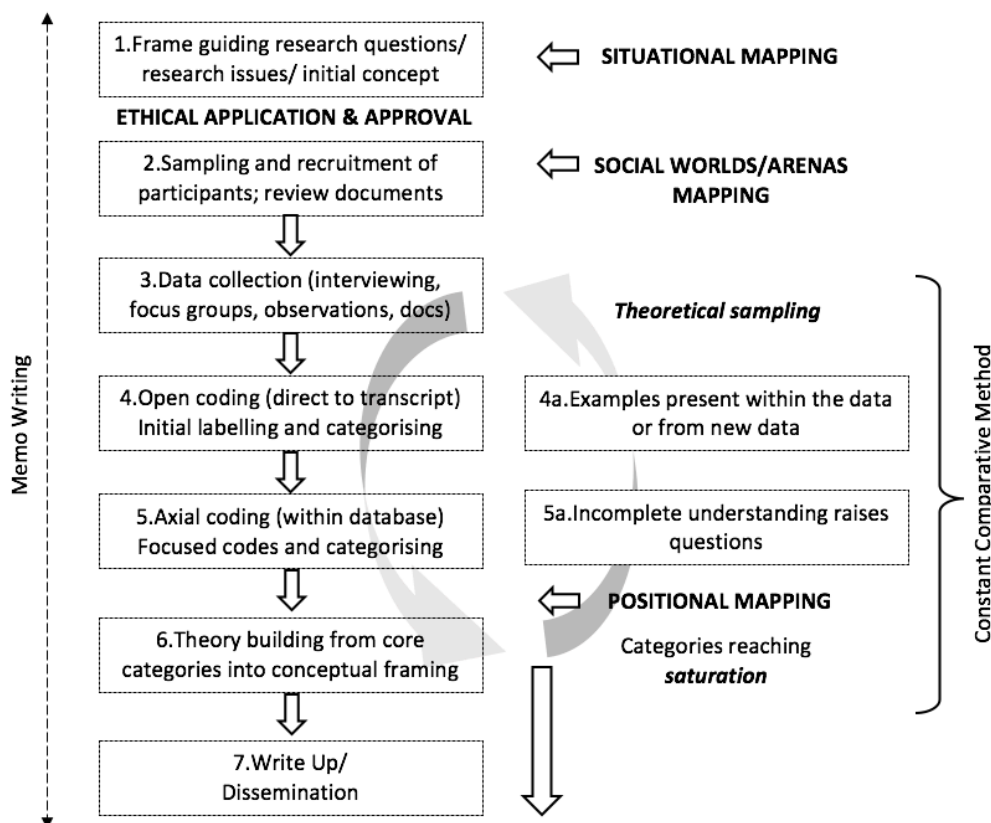 1.Frame guiding research questions/
research issues/ initial concept
SITUATIONAL MAPPING
ETHICAL APPLICATION & APPROVAL
2.Sampling and recruitment of
participants; review documents
SOCIAL WORLDS/ARENAS
MAPPING
3.Data collection (interviewing,
focus groups, observations, docs)
Theoretical sampling
4.Open coding (direct to transcript)
Initial labelling and categorising
4a.Examples present within the data
or from new data
5.Axial coding (within database)
Focused codes and categorising
5a.Incomplete understanding raises
questions
POSITIONAL MAPPING
6.Theory building from core
categories into conceptual framing
Categories reaching
saturation
7.Write Up/
Dissemination
Memo Writing
Constant Comparative Method